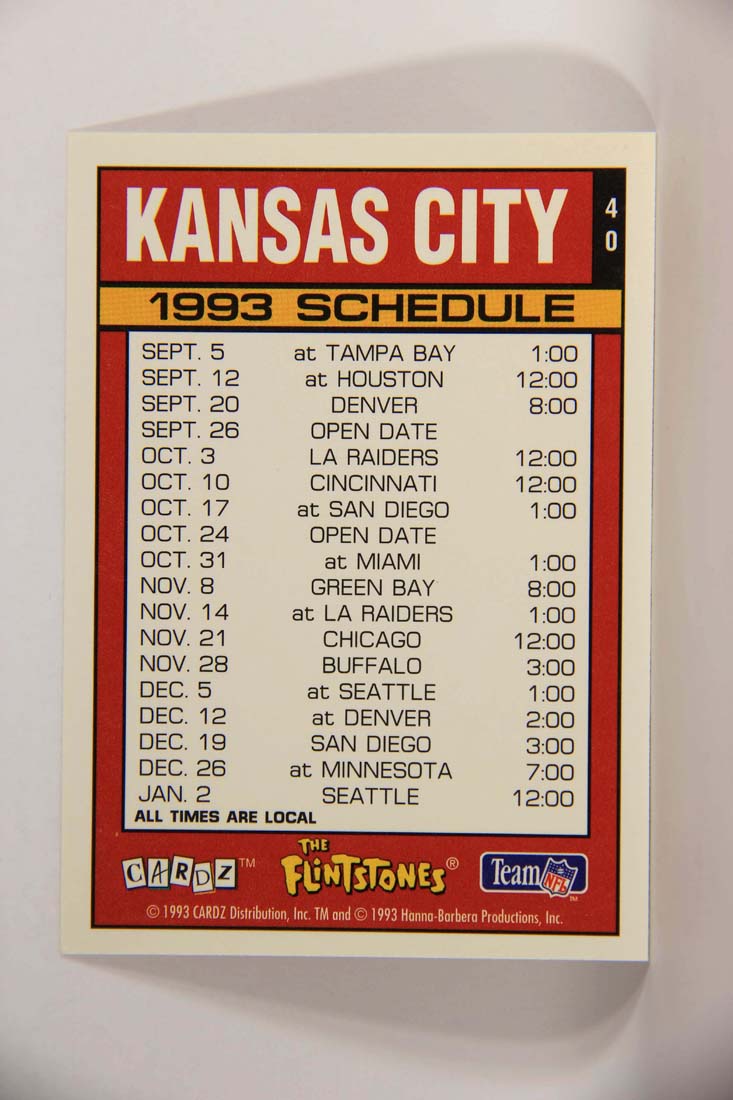 KANSAS CITY
40
1993 SCHEDULE
SEPT. 5 at TAMPA BAY 1:00
SEPT. 12 at HOUSTON 12:00
SEPT. 20 DENVER 8:00
SEPT. 26 OPEN DATE
OCT. 3 LA RAIDERS 12:00
OCT. 10 CINCINNATI 12:00
OCT. 17 at SAN DIEGO 1:00
OCT. 24 OPEN DATE
OCT. 31 at MIAMI 1:00
NOV. 8 GREEN BAY 8:00
NOV. 14 at LA RAIDERS 1:00
NOV. 21 CHICAGO 12:00
NOV. 28 BUFFALO 3:00
DEC. 5 at SEATTLE 1:00
DEC. 12 at DENVER 2:00
DEC. 19 SAN DIEGO 3:00
DEC. 26 at MINNESOTA 7:00
JAN. 2 SEATTLE 12:00
ALL TIMES ARE LOCAL
CARDZ™ THE FLINTSTONES® Team NFL™
© 1993 CARDZ Distribution, Inc. TM and © 1993 Hanna-Barbera Productions, Inc.